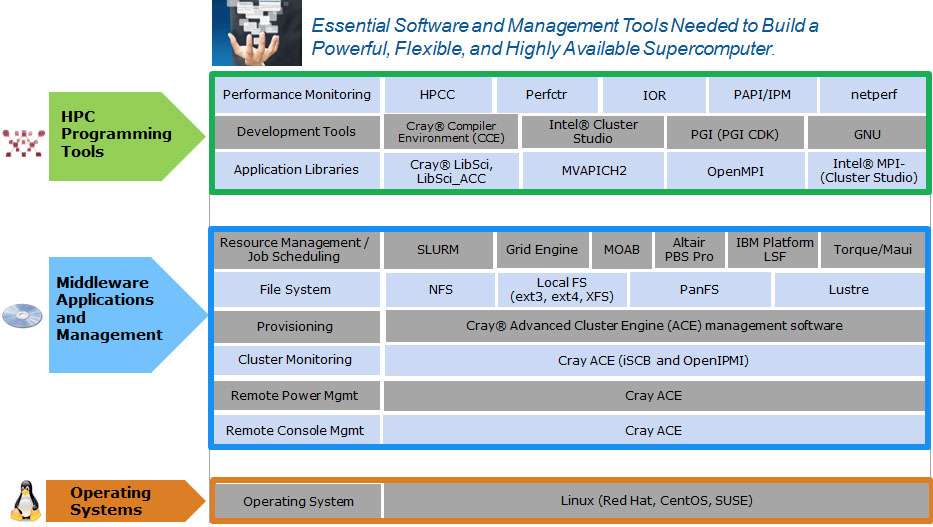 Essential Software and Management Tools Needed to Build a
Powerful, Flexible, and Highly Available Supercomputer.
HPC
Programming
Tools
Performance Monitoring HPCC Perfctr IOR PAPI/IPM netperf
Development Tools Cray® Compiler Environment (CCE) Intel® Cluster Studio PGI (PGI CDK) GNU
Application Libraries Cray® LibSci, LibSci_ACC MVAPICH2 OpenMPI Intel® MPI- (Cluster Studio)
Middleware
Applications
and
Management
Resource Management / Job Scheduling SLURM Grid Engine MOAB Altair PBS Pro IBM Platform LSF Torque/Maui
File System NFS Local FS (ext3, ext4, XFS) PanFS Lustre
Provisioning Cray® Advanced Cluster Engine (ACE) management software
Cluster Monitoring Cray ACE (iSCB and OpenIPMI)
Remote Power Mgmt Cray ACE
Remote Console Mgmt Cray ACE
Operating
Systems
Operating System Linux (Red Hat, CentOS, SUSE)